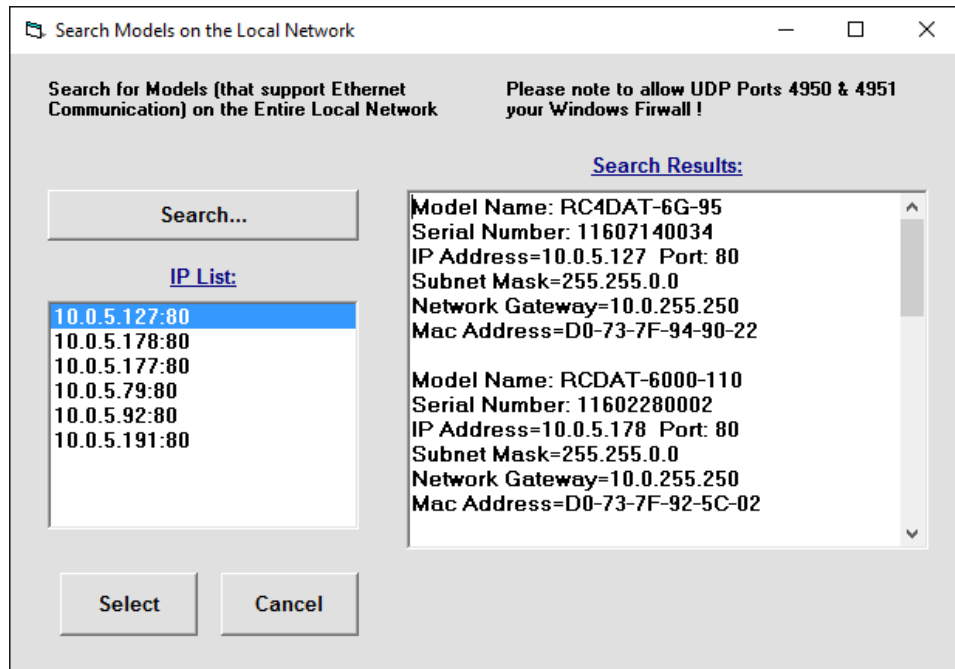 Search Models on the Local Network
Search for Models (that support Ethernet
Communication) on the Entire Local Network
Please note to allow UDP Ports 4950 & 4951
your Windows Firwall !
Search...
IP List:
10.0.5.127:80
10.0.5.178:80
10.0.5.177:80
10.0.5.79:80
10.0.5.92:80
10.0.5.191:80
Search Results:
Model Name: RC4DAT-6G-95
Serial Number: 11607140034
IP Address=10.0.5.127  Port: 80
Subnet Mask=255.255.0.0
Network Gateway=10.0.255.250
Mac Address=D0-73-7F-94-90-22
Model Name: RCDAT-6000-110
Serial Number: 11602280002
IP Address=10.0.5.178  Port: 80
Subnet Mask=255.255.0.0
Network Gateway=10.0.255.250
Mac Address=D0-73-7F-92-5C-02
Select
Cancel